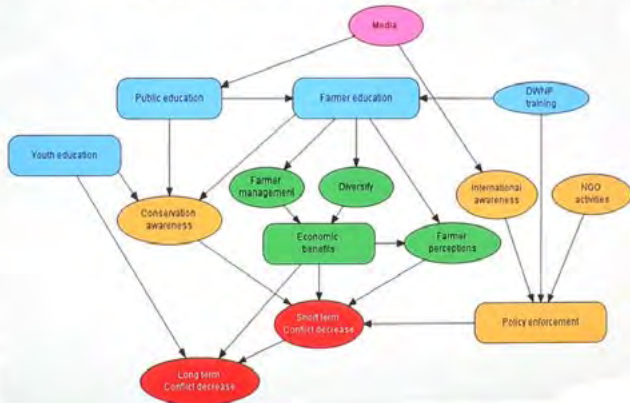 Media
Public education
Farmer education
DWNP
training
Youth education
Farmer
management
Diversify
International
awareness
NGO
activities
Conservation
awareness
Economic
benefits
Farmer
perceptions
Short term
Conflict decrease
Policy enforcement
Long term
Conflict decrease